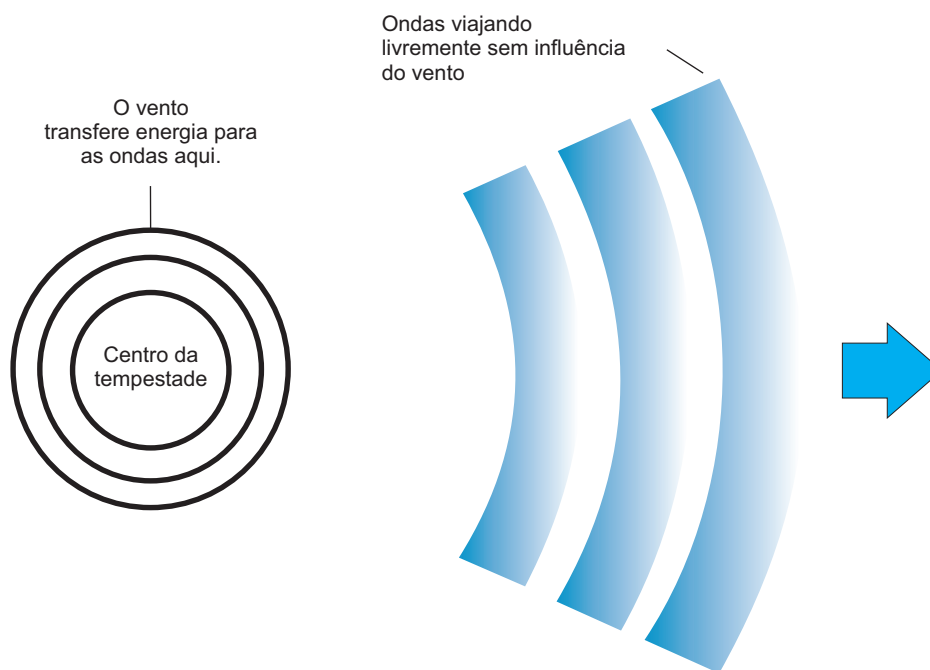 Ondas viajando
livremente sem influência
do vento
O vento
transfere energia para
as ondas aqui.
Centro da
tempestade